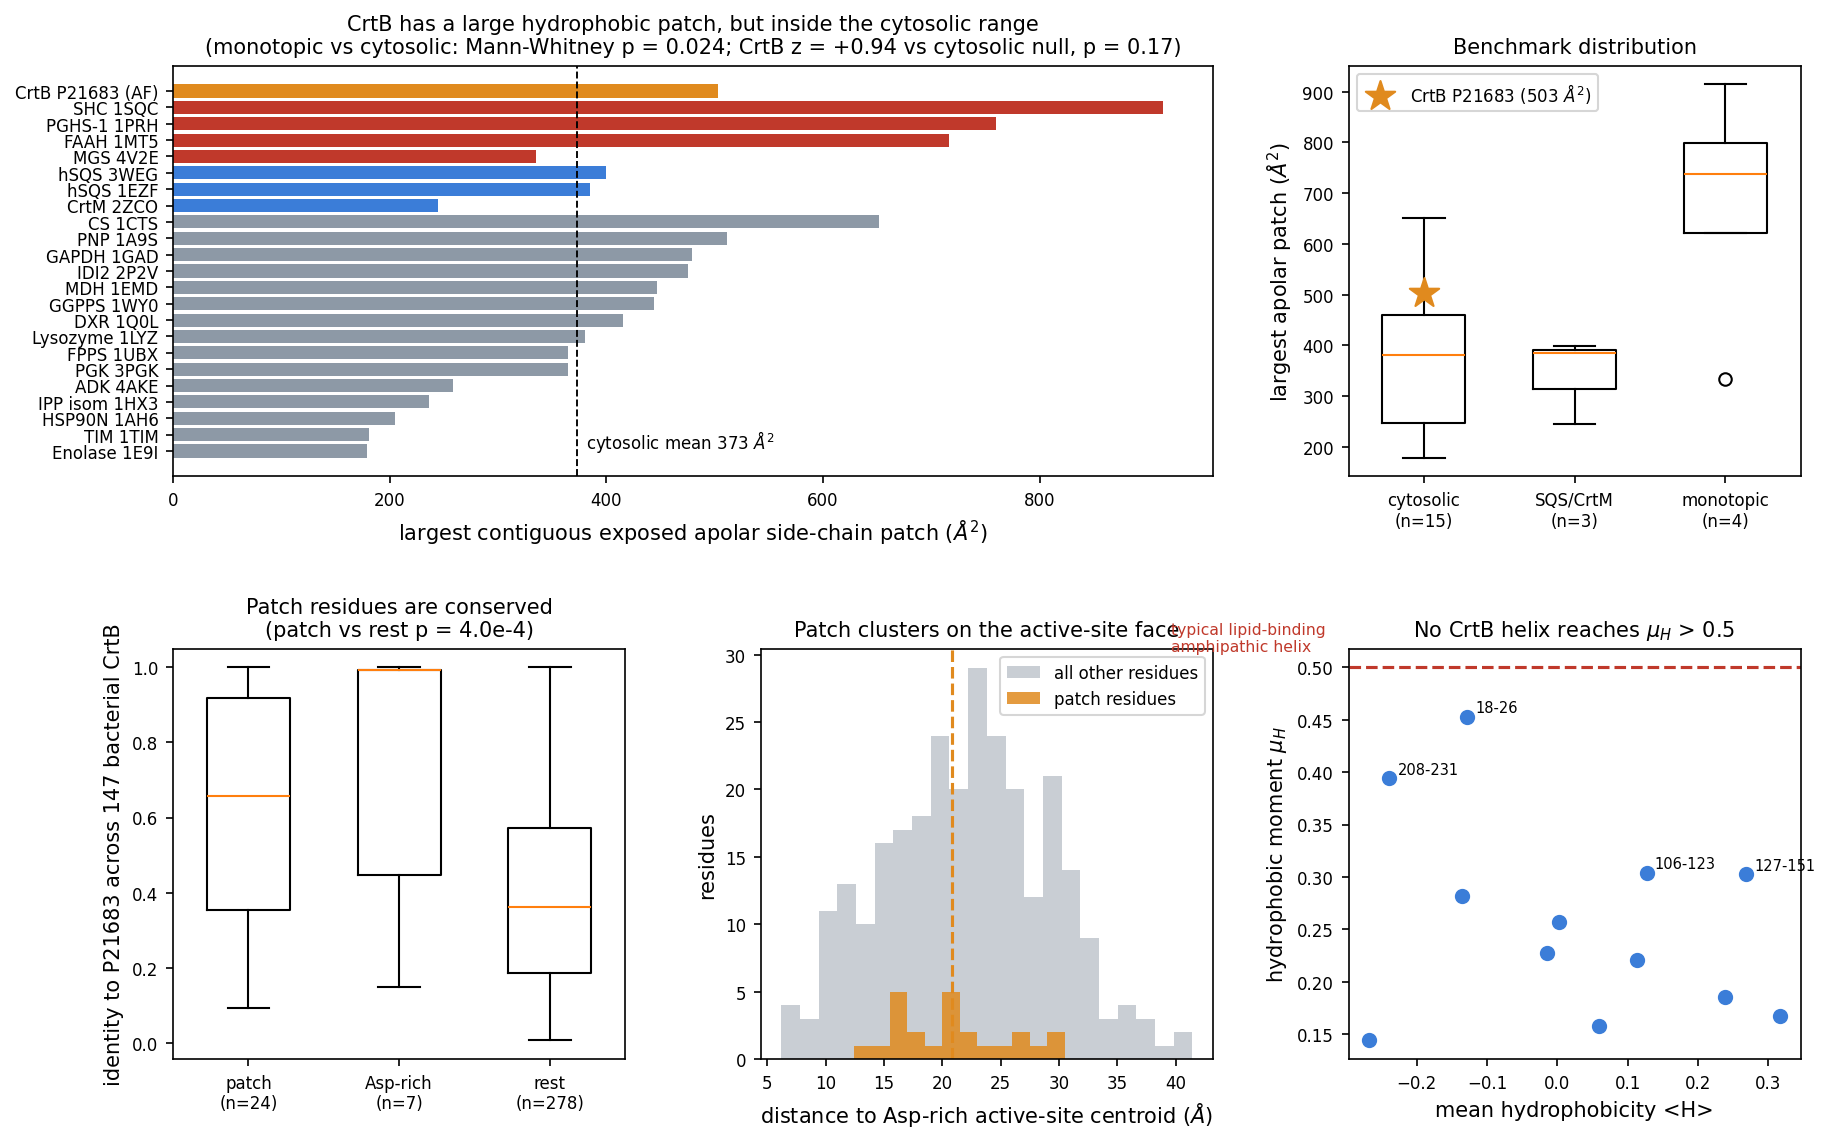 CrtB has a large hydrophobic patch, but inside the cytosolic range
(monotopic vs cytosolic: Mann-Whitney p = 0.024; CrtB z = +0.94 vs cytosolic null, p = 0.17)
CrtB P21683 (AF)
SHC 1SQC
PGHS-1 1PRH
FAAH 1MT5
MGS 4V2E
hSQS 3WEG
hSQS 1EZF
CrtM 2ZCO
CS 1CTS
PNP 1A9S
GAPDH 1GAD
IDI2 2P2V
MDH 1EMD
GGPPS 1WY0
DXR 1Q0L
Lysozyme 1LYZ
FPPS 1UBX
PGK 3PGK
ADK 4AKE
IPP isom 1HX3
HSP90N 1AH6
TIM 1TIM
Enolase 1E9I
cytosolic mean 373 Å²
0 200 400 600 800
largest contiguous exposed apolar side-chain patch (Å²)
Benchmark distribution
CrtB P21683 (503 Å²)
largest apolar patch (Å²)
900
800
700
600
500
400
300
200
cytosolic SQS/CrtM monotopic
(n=15) (n=3) (n=4)
Patch residues are conserved
(patch vs rest p = 4.0e-4)
identity to P21683 across 147 bacterial CrtB
1.0
0.8
0.6
0.4
0.2
0.0
patch Asp-rich rest
(n=24) (n=7) (n=278)
Patch clusters on the active-site face
all other residues
patch residues
residues
30
25
20
15
10
5
0
5 10 15 20 25 30 35 40
distance to Asp-rich active-site centroid (Å)
typical lipid-binding
amphipathic helix
No CrtB helix reaches μH > 0.5
hydrophobic moment μH
0.50
0.45
0.40
0.35
0.30
0.25
0.20
0.15
18-26
208-231
106-123
127-151
−0.2 −0.1 0.0 0.1 0.2 0.3
mean hydrophobicity <H>